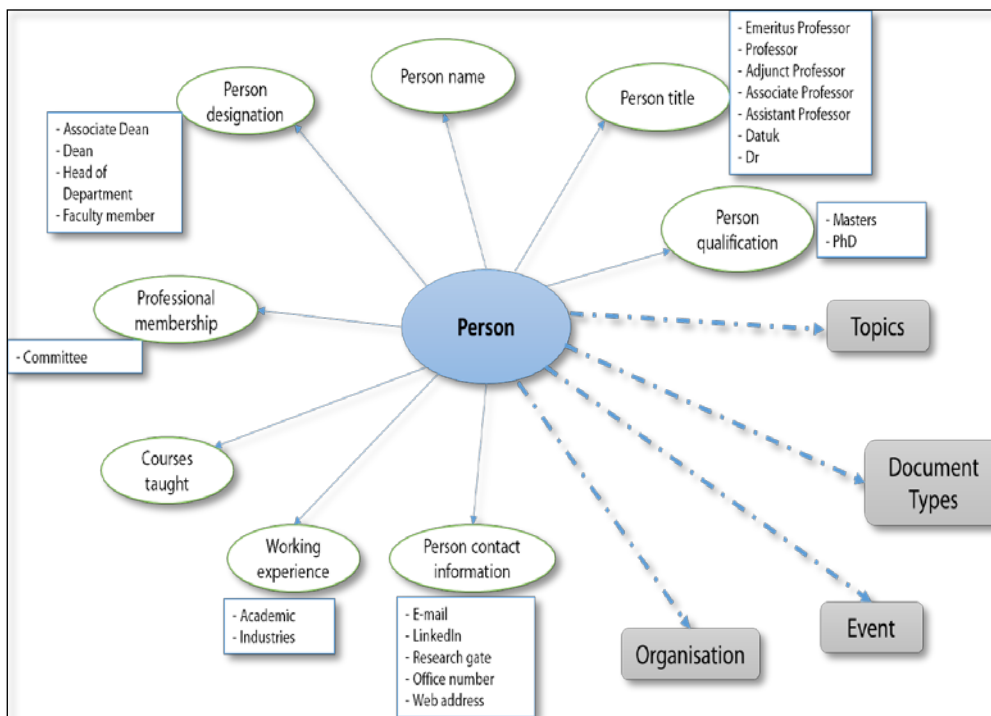 Person name
Person
designation
Person title
- Emeritus Professor
- Professor
- Adjunct Professor
- Associate Professor
- Assistant Professor
- Datuk
- Dr
- Associate Dean
- Dean
- Head of
Department
- Faculty member
Person
qualification
- Masters
- PhD
Professional
membership
- Committee
Person
Topics
Courses
taught
Document
Types
Working
experience
- Academic
- Industries
Person contact
information
- E-mail
- LinkedIn
- Research gate
- Office number
- Web address
Organisation
Event